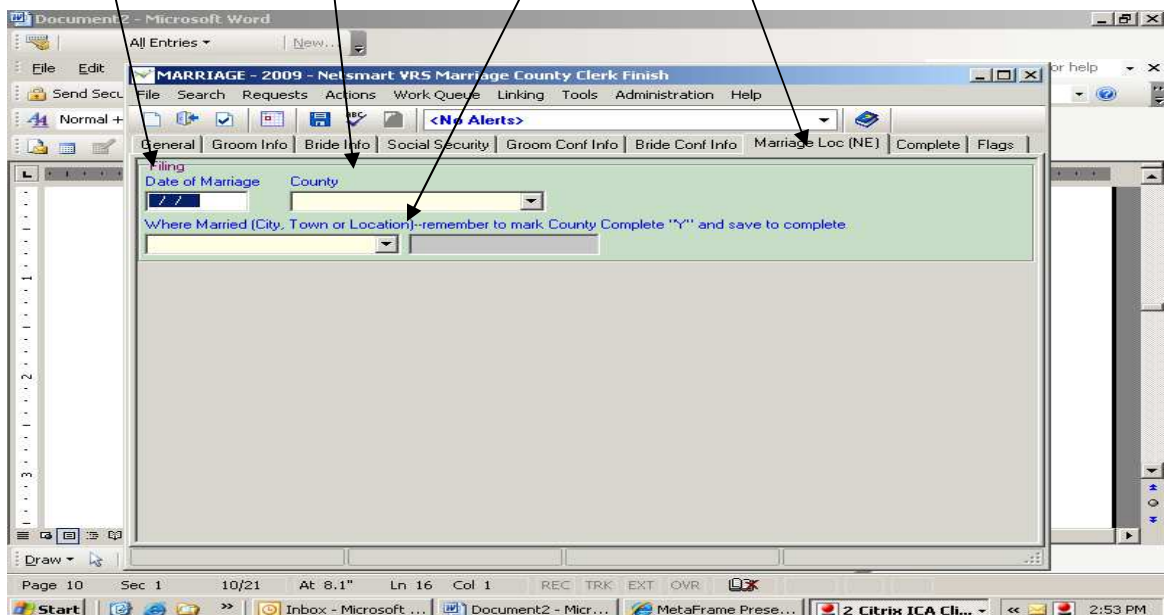 Document2 - Microsoft Word
All Entries New...
File Edit or help
MARRIAGE - 2009 - Netsmart VRS Marriage County Clerk Finish
Send Secu
File Search Requests Actions Work Queue Linking Tools Administration Help
Normal + <No Alerts>
General Groom Info Bride Info Social Security Groom Conf Info Bride Conf Info Marriage Loc (NE) Complete Flags
Filing
Date of Marriage County
/ /
Where Married (City, Town or Location)--remember to mark County Complete "Y" and save to complete
1
2
3
Draw
Page 10 Sec 1 10/21 At 8.1" Ln 16 Col 1 REC TRK EXT OVR
Start » Inbox - Microsoft ... Document2 - Micr... MetaFrame Prese... 2 Citrix ICA Cli... « 2:53 PM